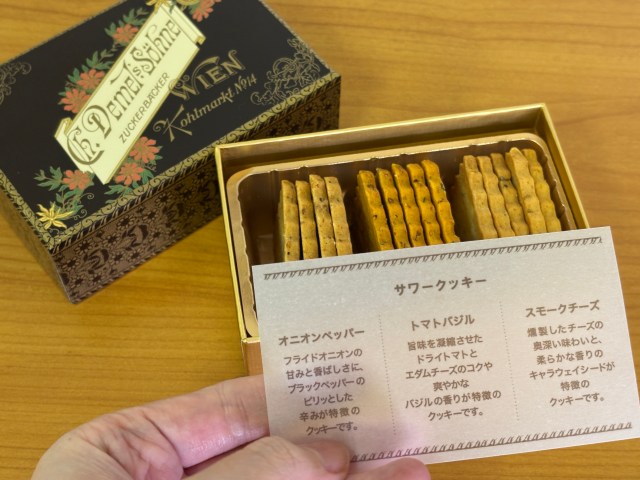 Ch. Demel's Söhne
ZUCKERBÄCKER
WIEN
Kohlmarkt No. 14
サワークッキー
オニオンペッパー
フライドオニオンの
甘みと香ばしさに、
ブラックペッパーの
ピリッとした
辛みが特徴の
クッキーです。
トマトバジル
旨味を凝縮させた
ドライトマトと
エダムチーズのコクや
爽やかな
バジルの香りが特徴の
クッキーです。
スモークチーズ
燻製したチーズの
奥深い味わいと、
柔らかな香りの
キャラウェイシードが
特徴の
クッキーです。